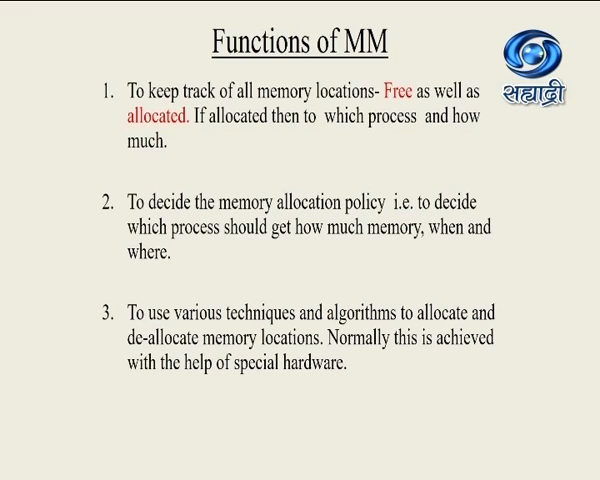 Functions of MM
सह्याद्री
1. To keep track of all memory locations- Free as well as
allocated. If allocated then to which process and how
much.
2. To decide the memory allocation policy i.e. to decide
which process should get how much memory, when and
where.
3. To use various techniques and algorithms to allocate and
de-allocate memory locations. Normally this is achieved
with the help of special hardware.